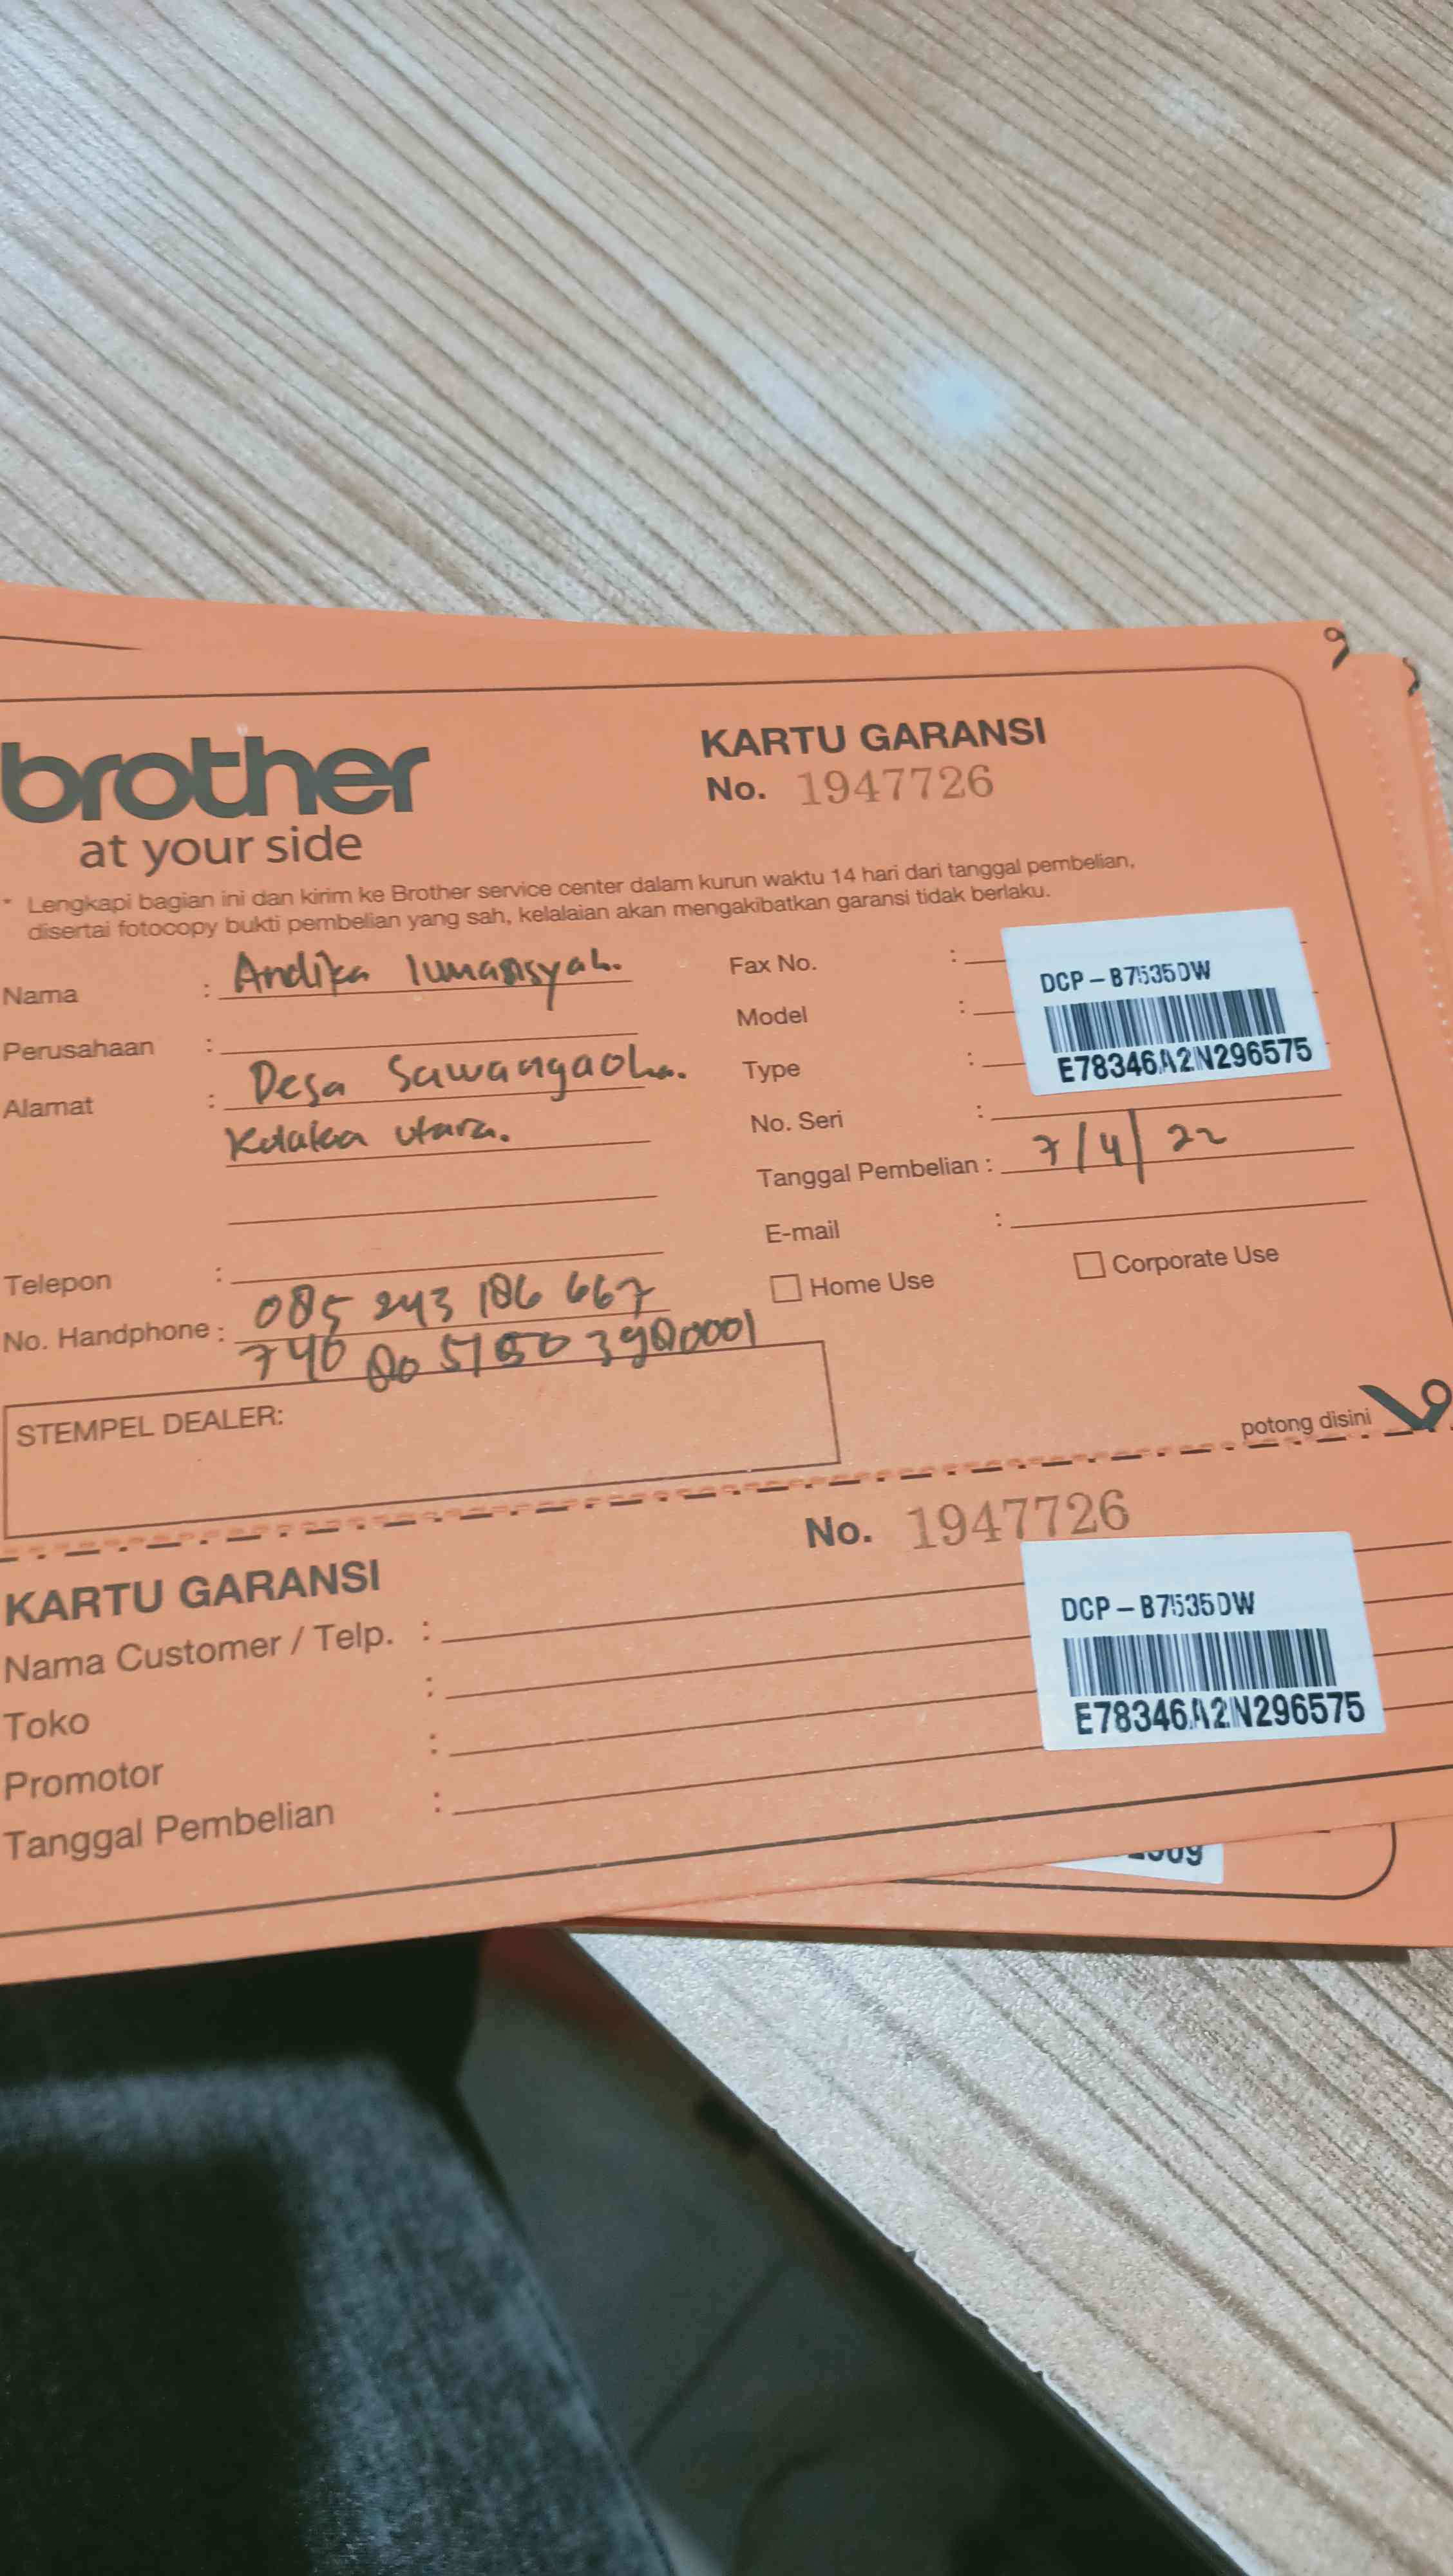 brother
at your side
KARTU GARANSI
No. 1947726
* Lengkapi bagian ini dan kirim ke Brother service center dalam kurun waktu 14 hari dari tanggal pembelian,
disertai fotocopy bukti pembelian yang sah, kelalaian akan mengakibatkan garansi tidak berlaku.
Nama : Andika
Perusahaan :
Alamat : Desa
utara.
Telepon :
No. Handphone : 085 243 186 667
STEMPEL DEALER:
Fax No. :
Model :
Type :
No. Seri :
DCP-B7535DW
E78346A2N296575
Tanggal Pembelian : 7/4/22
E-mail :
Home Use
Corporate Use
potong disini
No. 1947726
KARTU GARANSI
Nama Customer / Telp. :
Toko :
Promotor :
Tanggal Pembelian :
DCP-B7535DW
E78346A2N296575